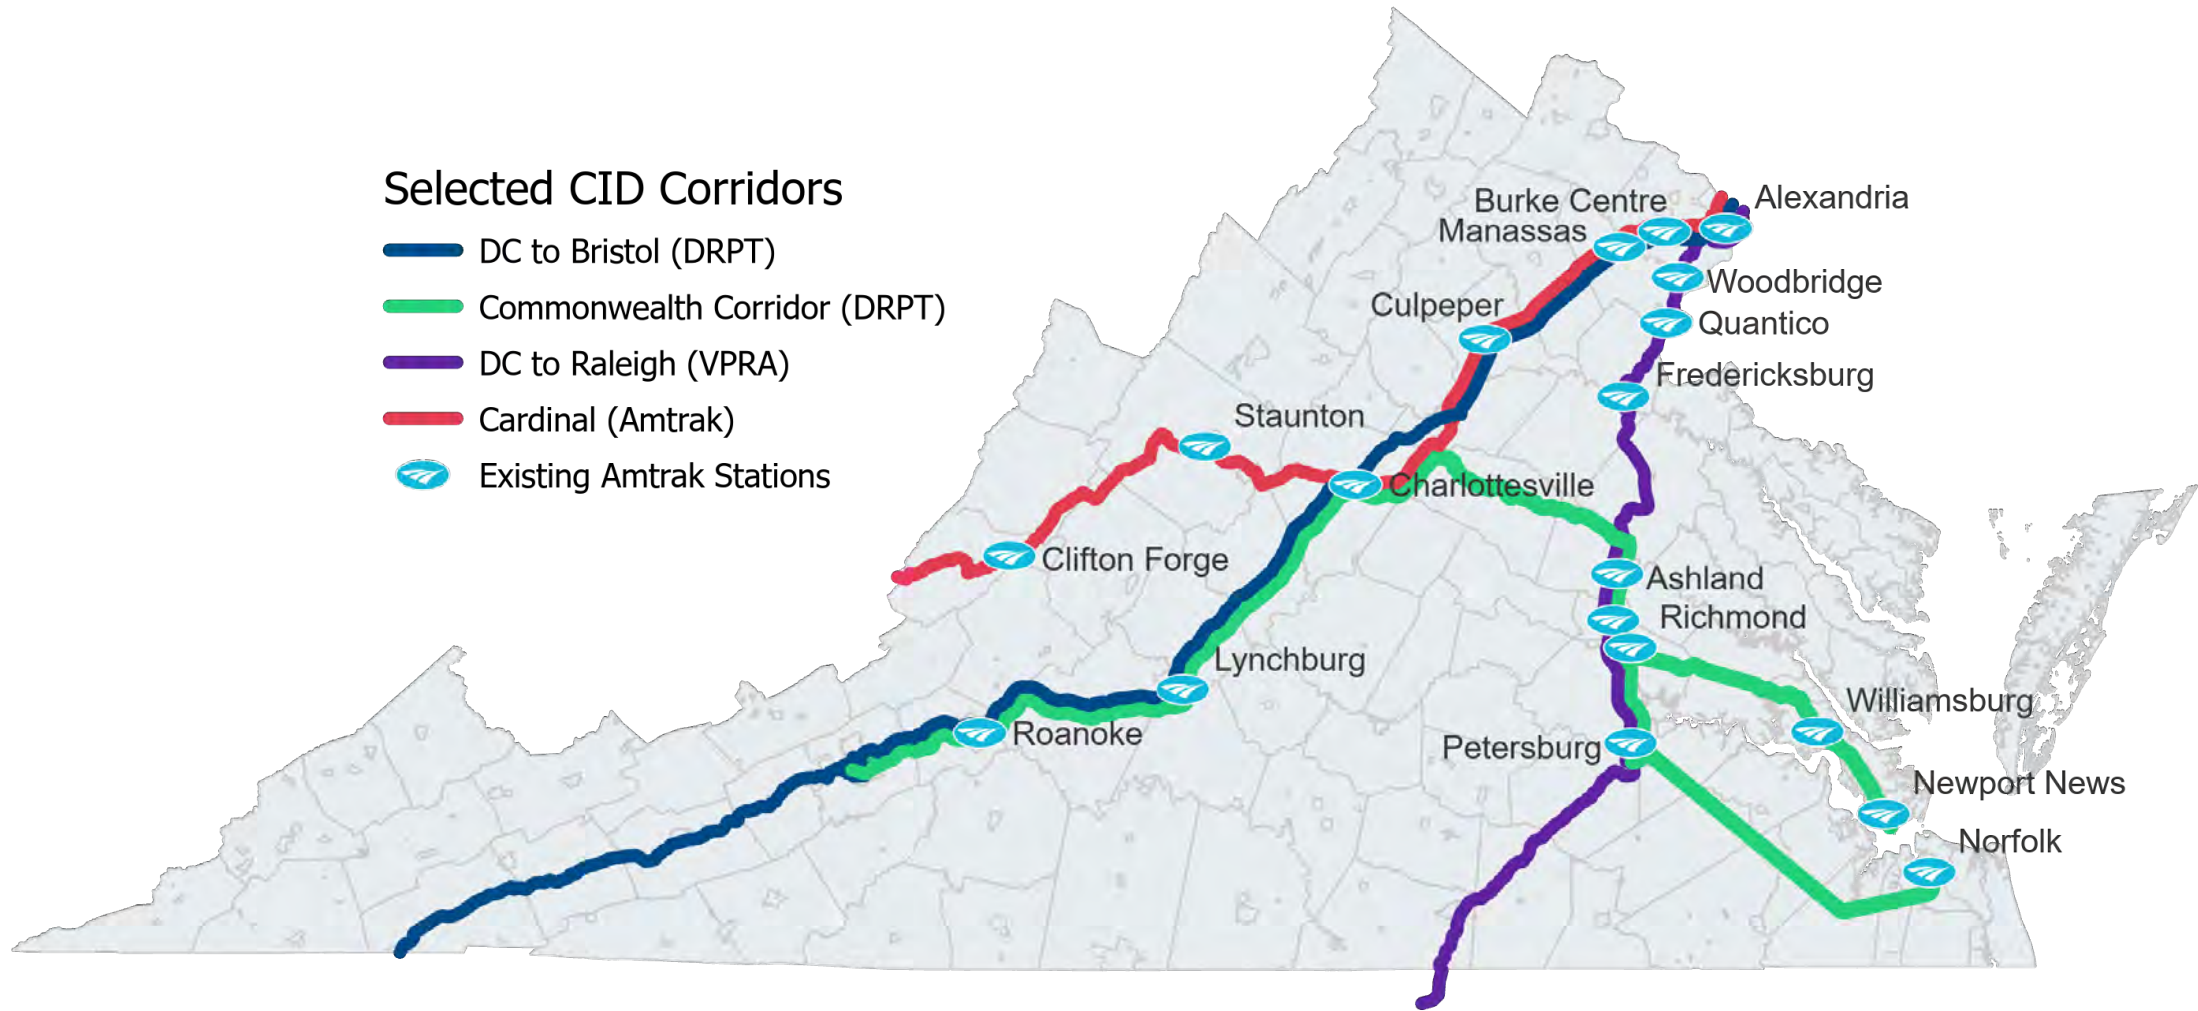 Selected CID Corridors
DC to Bristol (DRPT)
Commonwealth Corridor (DRPT)
DC to Raleigh (VPRA)
Cardinal (Amtrak)
Existing Amtrak Stations
Burke Centre
Alexandria
Manassas
Woodbridge
Culpeper
Quantico
Fredericksburg
Staunton
Charlottesville
Clifton Forge
Ashland
Richmond
Lynchburg
Williamsburg
Roanoke
Petersburg
Newport News
Norfolk